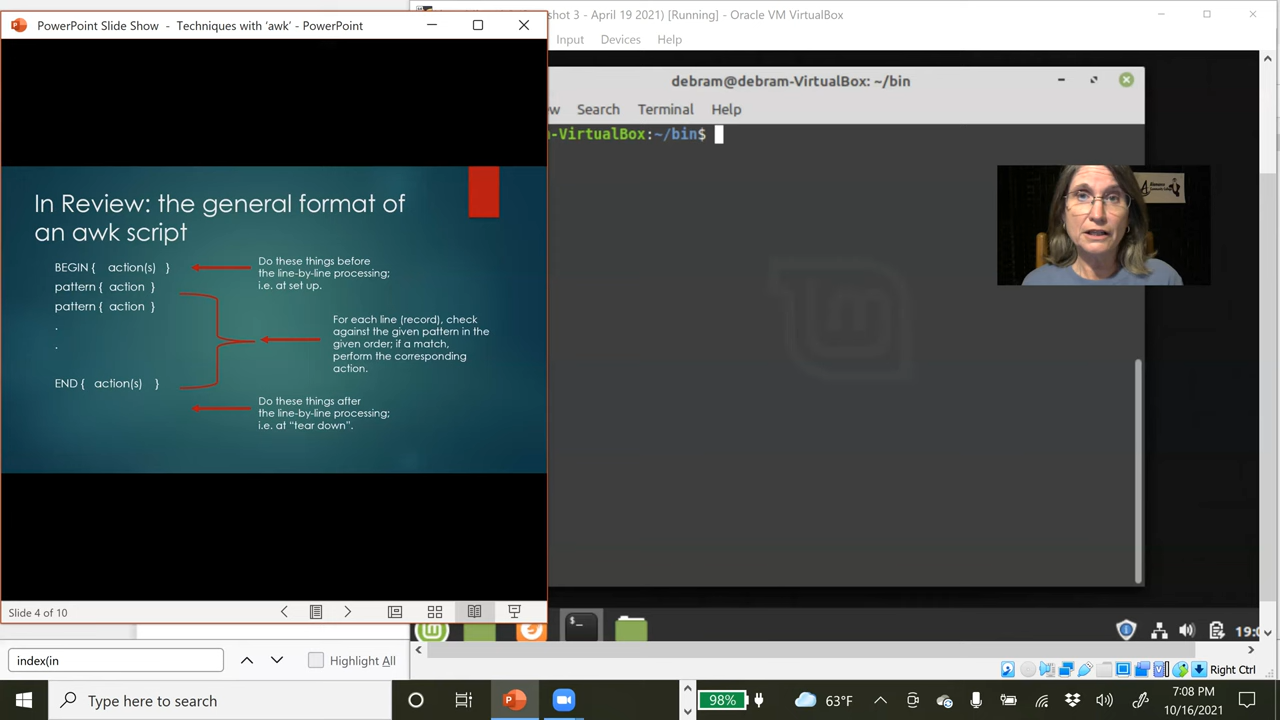 PowerPoint Slide Show - Techniques with ‘awk’ - PowerPoint
shot 3 - April 19 2021) [Running] - Oracle VM VirtualBox
Input Devices Help
debram@debram-VirtualBox: ~/bin
Search Terminal Help
-VirtualBox:~/bin$
In Review: the general format of
an awk script
BEGIN { action(s) }
pattern { action }
pattern { action }
.
.
END { action(s) }
Do these things before
the line-by-line processing;
i.e. at set up.
For each line (record), check
against the given pattern in the
given order; if a match,
perform the corresponding
action.
Do these things after
the line-by-line processing;
i.e. at “tear down”.
Slide 4 of 10
index(in
Highlight All
19:0
Right Ctrl
Type here to search
98%
63°F
7:08 PM
10/16/2021